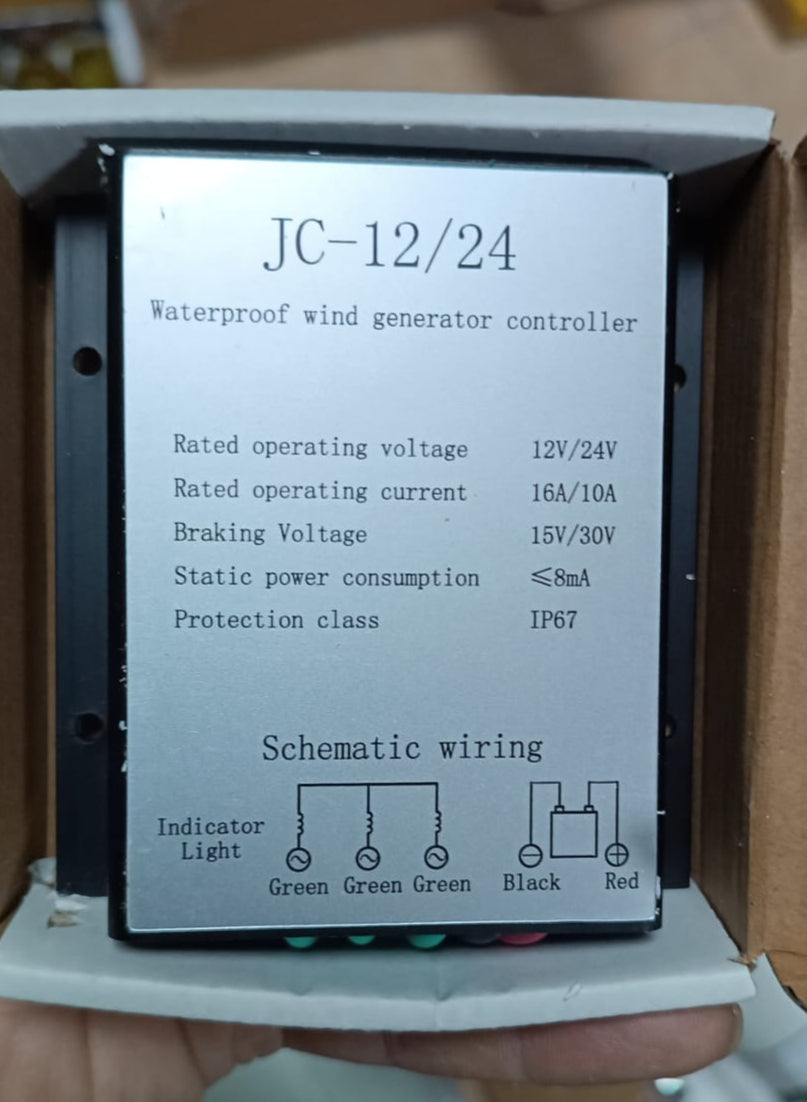 JC-12/24
Waterproof wind generator controller
Rated operating voltage 12V/24V
Rated operating current 16A/10A
Braking Voltage 15V/30V
Static power consumption ≤8mA
Protection class IP67
Schematic wiring
Indicator
Light
Green Green Green Black Red